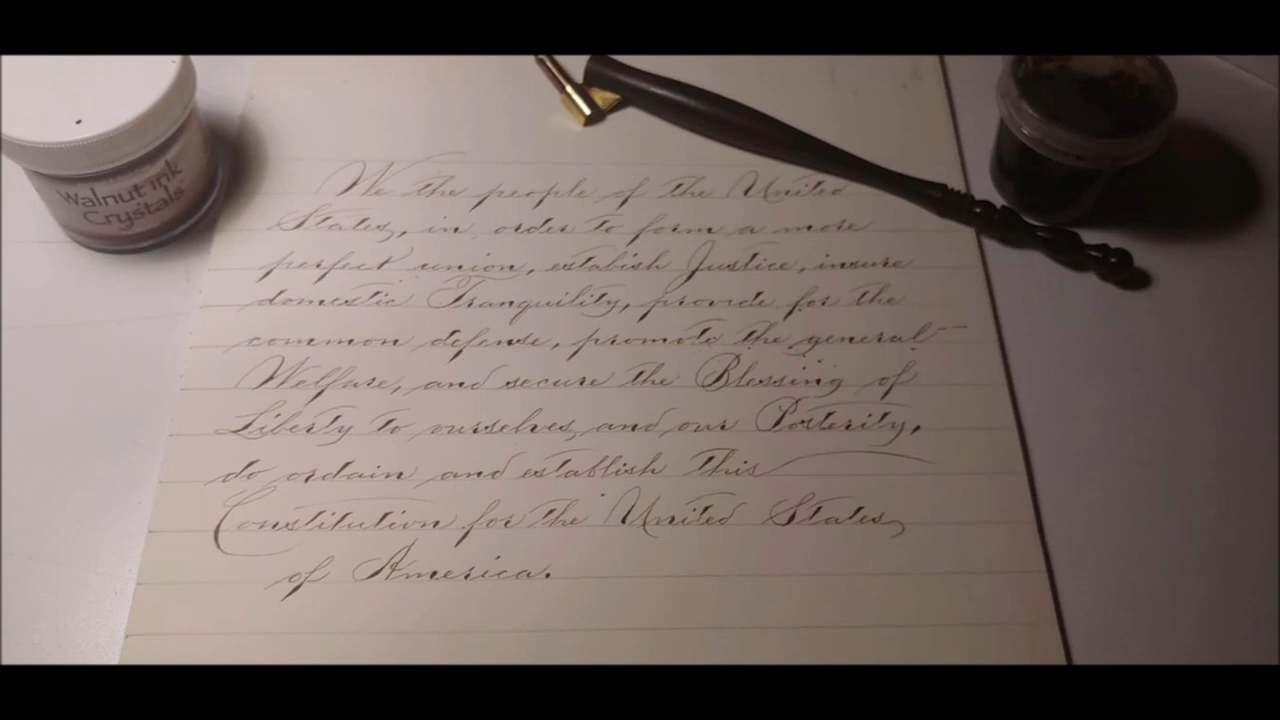 Walnut ink
Crystals
We the people of the United
States, in order to form a more
perfect union, estabish Justice, insure
domestic Tranquility, provide for the
common defense, promote the general
Welfare, and secure the Blessing of
Liberty to ourselves and our Posterity,
do ordain and establish this
Constitution for the United States
of America.